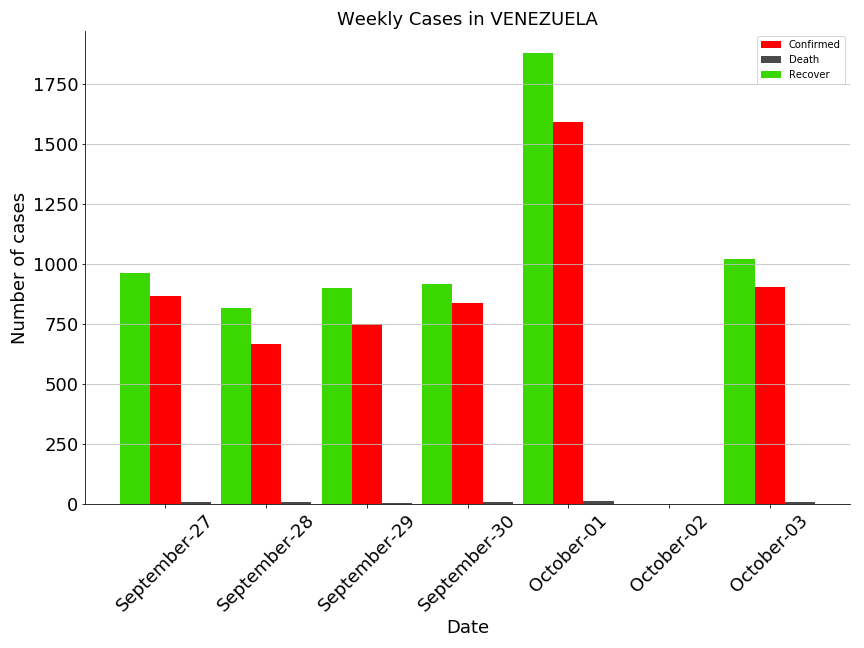 Weekly Cases in VENEZUELA
Confirmed
Death
Recover
Number of cases
1750
1500
1250
1000
750
500
250
0
September-27
September-28
September-29
September-30
October-01
October-02
October-03
Date